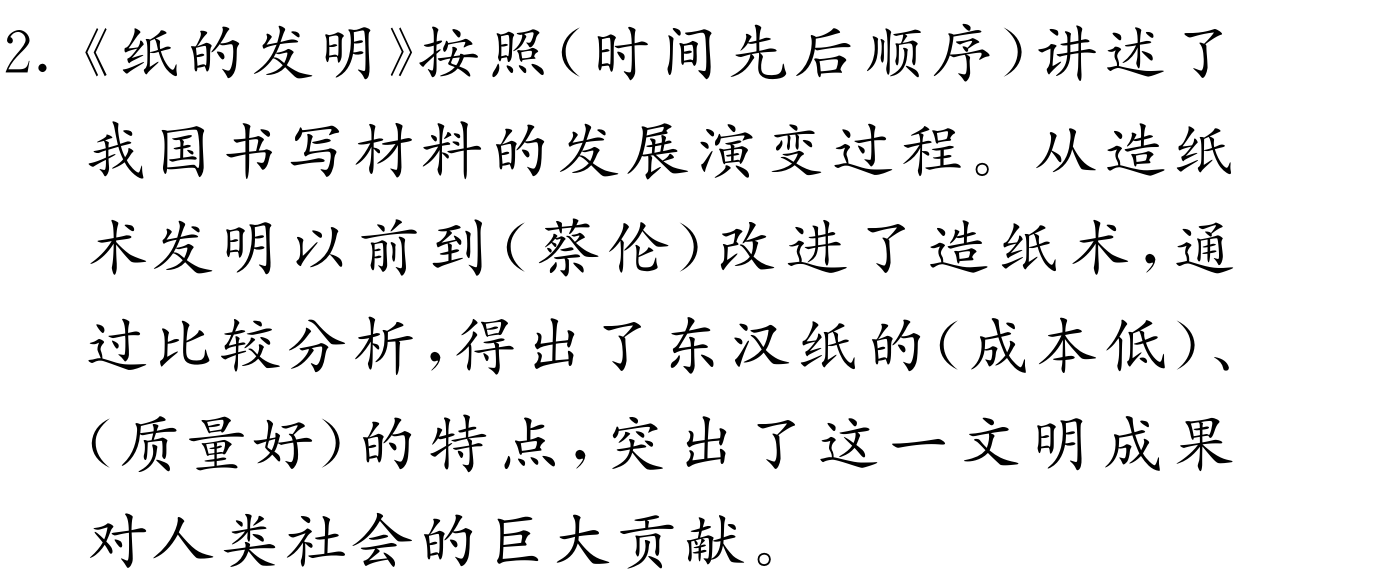 2.《纸的发明》按照(时间先后顺序)讲述了
我国书写材料的发展演变过程。从造纸
术发明以前到(蔡伦)改进了造纸术,通
过比较分析,得出了东汉纸的(成本低)、
(质量好)的特点,突出了这一文明成果
对人类社会的巨大贡献。